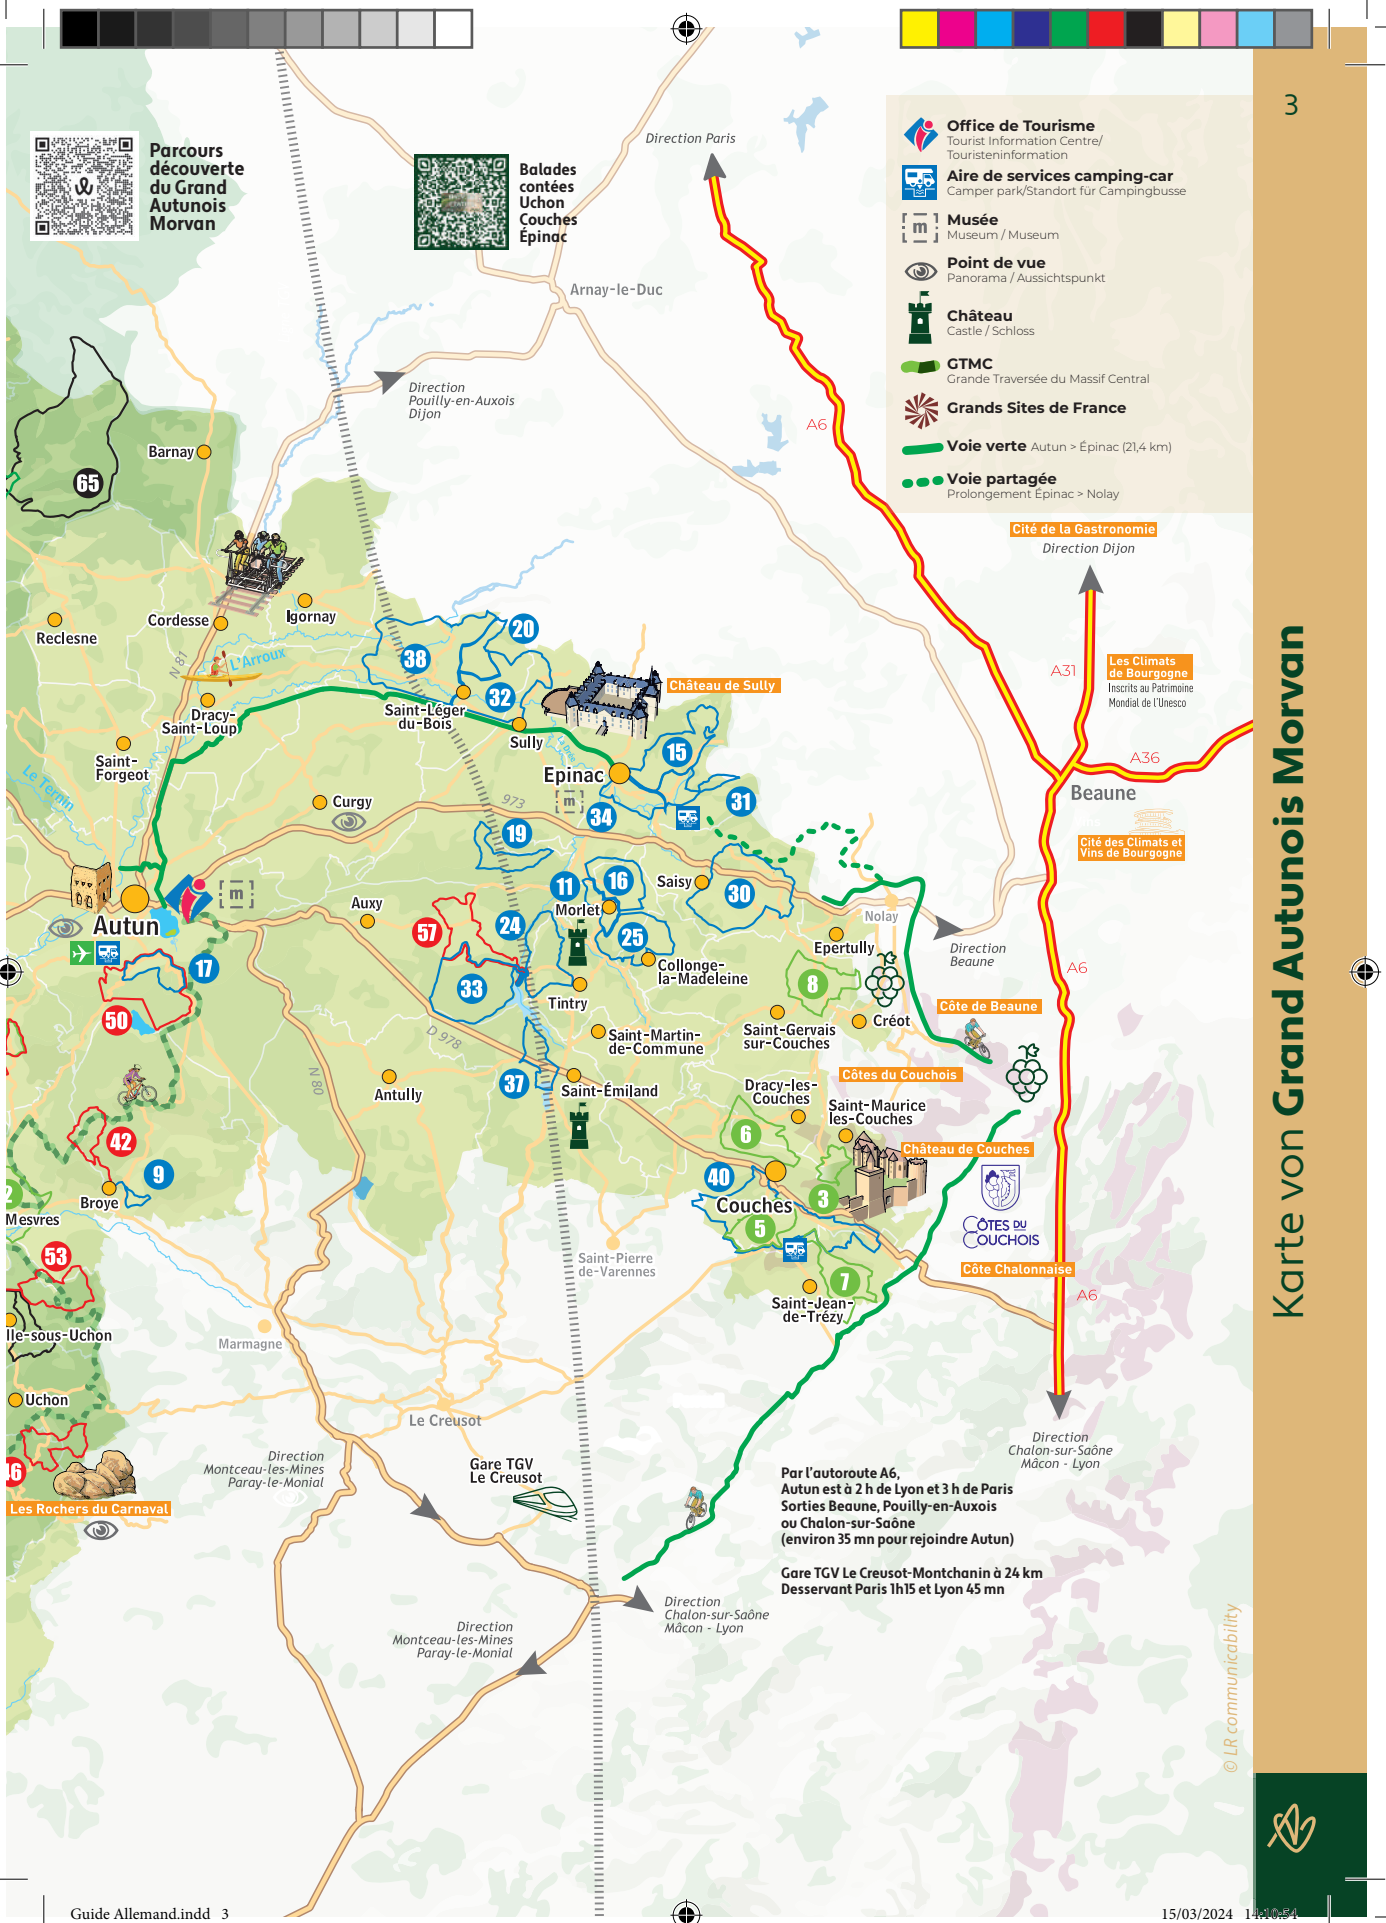 3
Parcours
découverte
du Grand
Autunois
Morvan
Balades
contées
Uchon
Couches
Épinac
Office de Tourisme
Tourist Information Centre/
Touristeninformation
Aire de services camping-car
Camper park/Standort für Campingbusse
m
Musée
Museum / Museum
Point de vue
Panorama / Aussichtspunkt
Château
Castle / Schloss
GTMC
Grande Traversée du Massif Central
Grands Sites de France
Voie verte Autun > Épinac (21,4 km)
Voie partagée
Prolongement Épinac > Nolay
Direction Paris
Arnay-le-Duc
Direction
Pouilly-en-Auxois
Dijon
A6
Barnay
65
Cité de la Gastronomie
Direction Dijon
Igornay
Cordesse
Reclesne
N 81
L'Arroux
20
38
32
Château de Sully
A31
Les Climats
de Bourgogne
Inscrits au Patrimoine
Mondial de l'Unesco
Dracy-
Saint-Loup
Saint-Léger
du-Bois
Sully
La Drée
Saint-
Forgeot
Le Ternin
15
A36
Epinac
m
31
34
Beaune
Curgy
973
19
Cité des Climats et
Vins de Bourgogne
Autun
m
Auxy
57
24
11
16
Morlet
Saisy
30
Nolay
25
Epertully
Direction
Beaune
A6
17
50
33
Collonge-
la-Madeleine
Tintry
8
Côte de Beaune
Saint-Gervais
sur-Couches
Créot
D 978
Saint-Martin-
de-Commune
N 80
Antully
37
Saint-Émiland
Côtes du Couchois
Dracy-les-
Couches
Saint-Maurice
les-Couches
42
6
Château de Couches
9
Broye
40
Couches
3
5
2
Mesvres
CÔTES DU
COUCHOIS
53
Saint-Pierre
de-Varennes
Côte Chalonnaise
7
A6
Saint-Jean-
de-Trézy
lle-sous-Uchon
Marmagne
Uchon
Le Creusot
Direction
Montceau-les-Mines
Paray-le-Monial
Gare TGV
Le Creusot
Direction
Chalon-sur-Saône
Mâcon - Lyon
46
Les Rochers du Carnaval
Par l'autoroute A6,
Autun est à 2 h de Lyon et 3 h de Paris
Sorties Beaune, Pouilly-en-Auxois
ou Chalon-sur-Saône
(environ 35 mn pour rejoindre Autun)
Gare TGV Le Creusot-Montchanin à 24 km
Desservant Paris 1h15 et Lyon 45 mn
Direction
Chalon-sur-Saône
Mâcon - Lyon
Direction
Montceau-les-Mines
Paray-le-Monial
© LR communicability
Karte von Grand Autunois Morvan
Guide Allemand.indd 3
15/03/2024 14:10:54